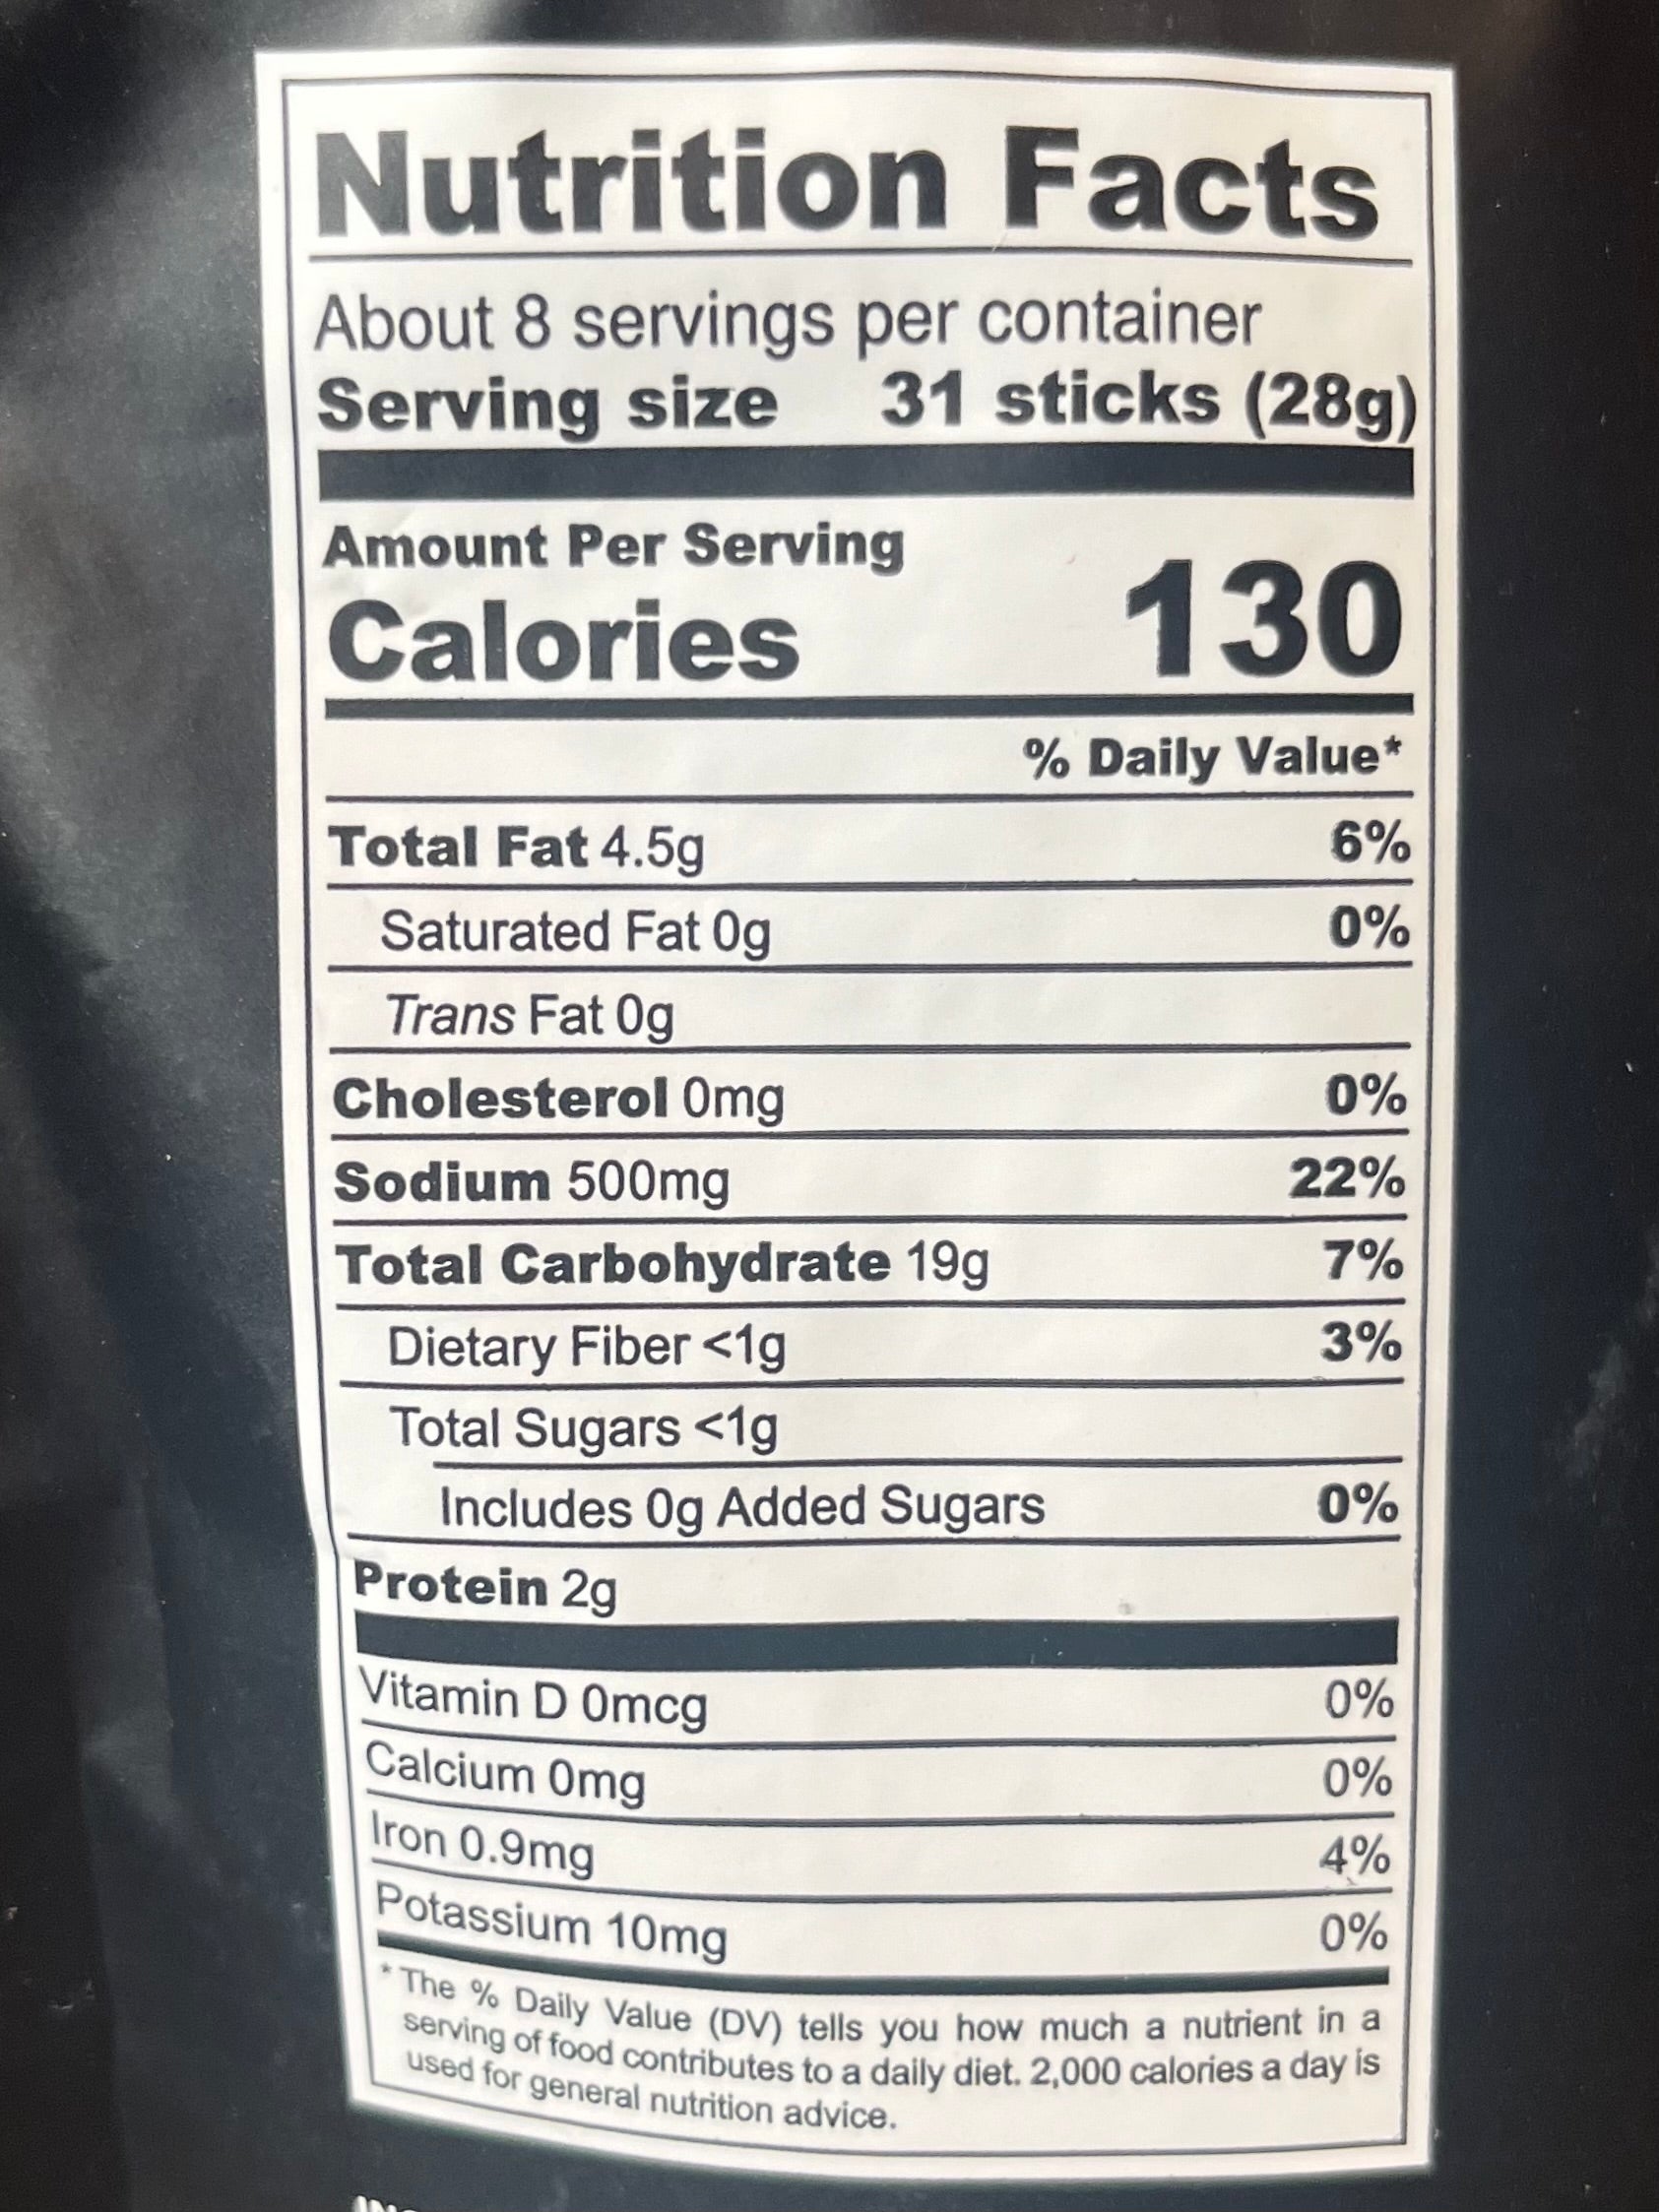 Nutrition Facts
About 8 servings per container
Serving size 31 sticks (28g)
Amount Per Serving
Calories 130
% Daily Value*
Total Fat 4.5g 6%
Saturated Fat 0g 0%
Trans Fat 0g
Cholesterol 0mg 0%
Sodium 500mg 22%
Total Carbohydrate 19g 7%
Dietary Fiber <1g 3%
Total Sugars <1g
Includes 0g Added Sugars 0%
Protein 2g
Vitamin D 0mcg 0%
Calcium 0mg 0%
Iron 0.9mg 4%
Potassium 10mg 0%
* The % Daily Value (DV) tells you how much a nutrient in a
serving of food contributes to a daily diet. 2,000 calories a day is
used for general nutrition advice.